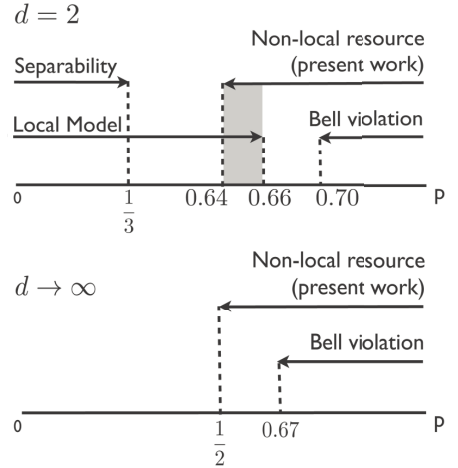 d = 2
Non-local resource
(present work)
Separability
Local Model
Bell violation
0 1/3 0.64 0.66 0.70 P
Non-local resource
(present work)
d → ∞
Bell violation
0 1/2 0.67 P